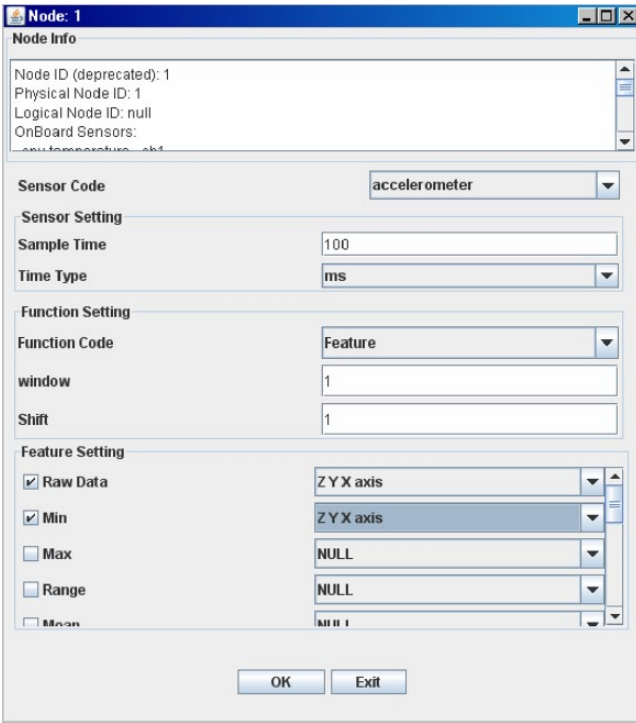 Node: 1
Node Info
Node ID (deprecated): 1
Physical Node ID: 1
Logical Node ID: null
OnBoard Sensors:
Sensor Code accelerometer
Sensor Setting
Sample Time 100
Time Type ms
Function Setting
Function Code Feature
window 1
Shift 1
Feature Setting
Raw Data Z Y X axis
Min Z Y X axis
Max NULL
Range NULL
Mean NULL
OK Exit